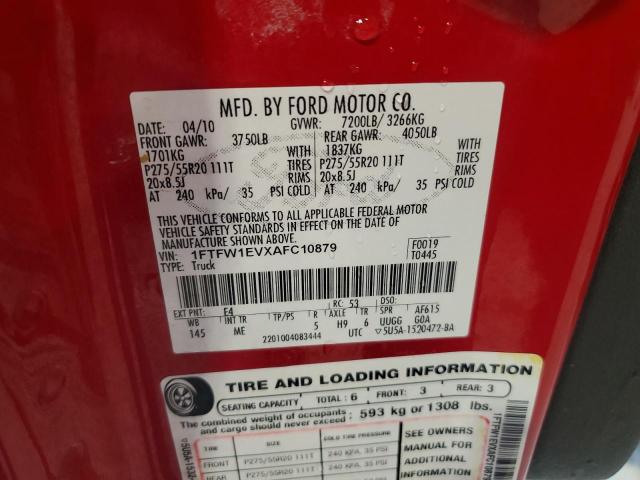 MFD. BY FORD MOTOR CO.
DATE: 04/10 GVWR: 7200LB/ 3266KG
FRONT GAWR: 3750LB REAR GAWR: 4050LB
1701KG WITH 1837KG WITH
P275/55R20 111T TIRES P275/55R20 111T TIRES
20x8.5J RIMS 20x8.5J RIMS
AT 240 kPa/ 35 PSI COLD AT 240 kPa/ 35 PSI COLD
THIS VEHICLE CONFORMS TO ALL APPLICABLE FEDERAL MOTOR
VEHICLE SAFETY STANDARDS IN EFFECT ON THE DATE OF
MANUFACTURE SHOWN ABOVE.
VIN: 1FTFW1EVXAFC10879 F0019
TYPE: Truck T0445
EXT PNT: E4 RC: 53 DSO:
WB INT TR TP/PS R AXLE TR SPR AF615
145 ME 5 H9 6 UUGG G0A
2201004083444 UTC ▽5U5A-1520472-BA
TIRE AND LOADING INFORMATION
SEATING CAPACITY TOTAL: 6 FRONT: 3 REAR: 3
The combined weight of occupants
and cargo should never exceed: 593 kg or 1308 lbs.
TIRE SIZE COLD TIRE PRESSURE SEE OWNERS
FRONT P275/55R20 111T 240 KPA, 35 PSI MANUAL FOR
REAR P275/55R20 111T 240 KPA, 35 PSI ADDITIONAL